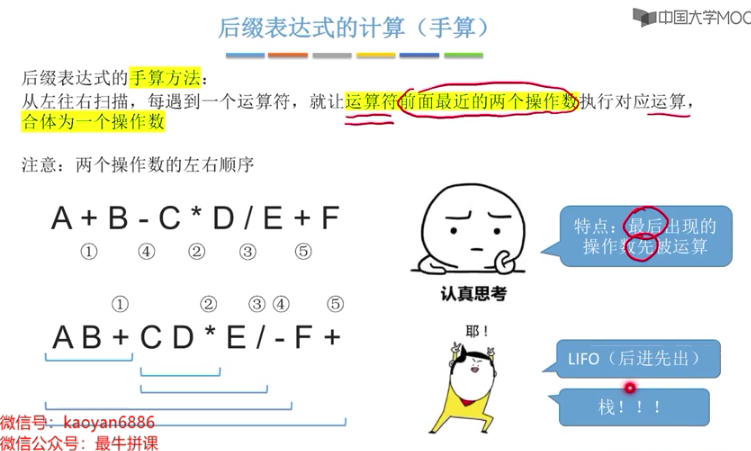 后缀表达式的计算（手算）
中国大学MOO
后缀表达式的手算方法：
从左往右扫描，每遇到一个运算符，就让运算符前面最近的两个操作数执行对应运算，
合体为一个操作数
注意：两个操作数的左右顺序
A + B - C * D / E + F
① ④ ② ③ ⑤
特点：最后出现的
操作数先被运算
认真思考
① ② ③ ④ ⑤
A B + C D * E / - F +
耶！
LIFO（后进先出）
栈！！！
微信号：kaoyan6886
微信公众号：最牛拼课